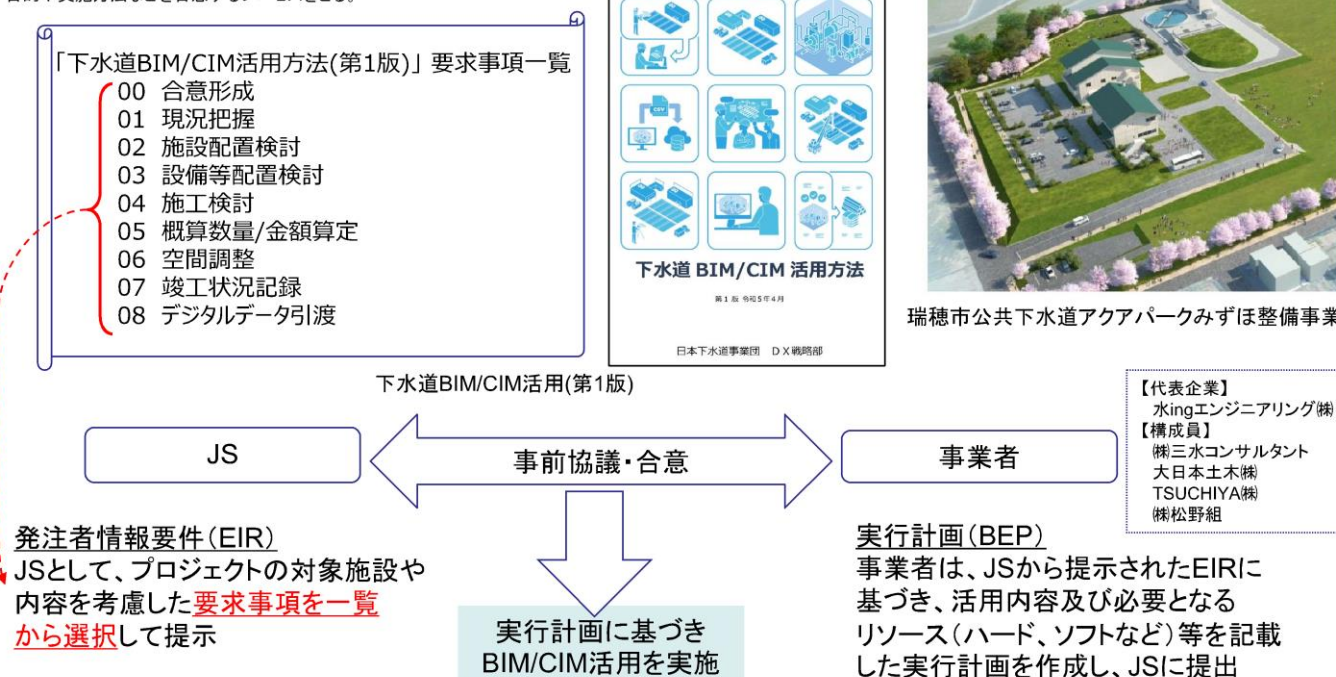 「下水道BIM/CIM活用方法(第1版)」要求事項一覧
00 合意形成
01 現況把握
02 施設配置検討
03 設備等配置検討
04 施工検討
05 概算数量/金額算定
06 空間調整
07 竣工状況記録
08 デジタルデータ引渡
CSV
下水道 BIM/CIM 活用方法
第1版 令和5年4月
日本下水道事業団 DX戦略部
下水道BIM/CIM活用(第1版)
瑞穂市公共下水道アクアパークみずほ整備事業
JS
事前協議・合意
事業者
【代表企業】
水ingエンジニアリング㈱
【構成員】
㈱三水コンサルタント
大日本土木㈱
TSUCHIYA㈱
㈱松野組
発注者情報要件(EIR)
JSとして、プロジェクトの対象施設や
内容を考慮した要求事項を一覧
から選択して提示
実行計画に基づき
BIM/CIM活用を実施
実行計画(BEP)
事業者は、JSから提示されたEIRに
基づき、活用内容及び必要となる
リソース(ハード、ソフトなど)等を記載
した実行計画を作成し、JSに提出